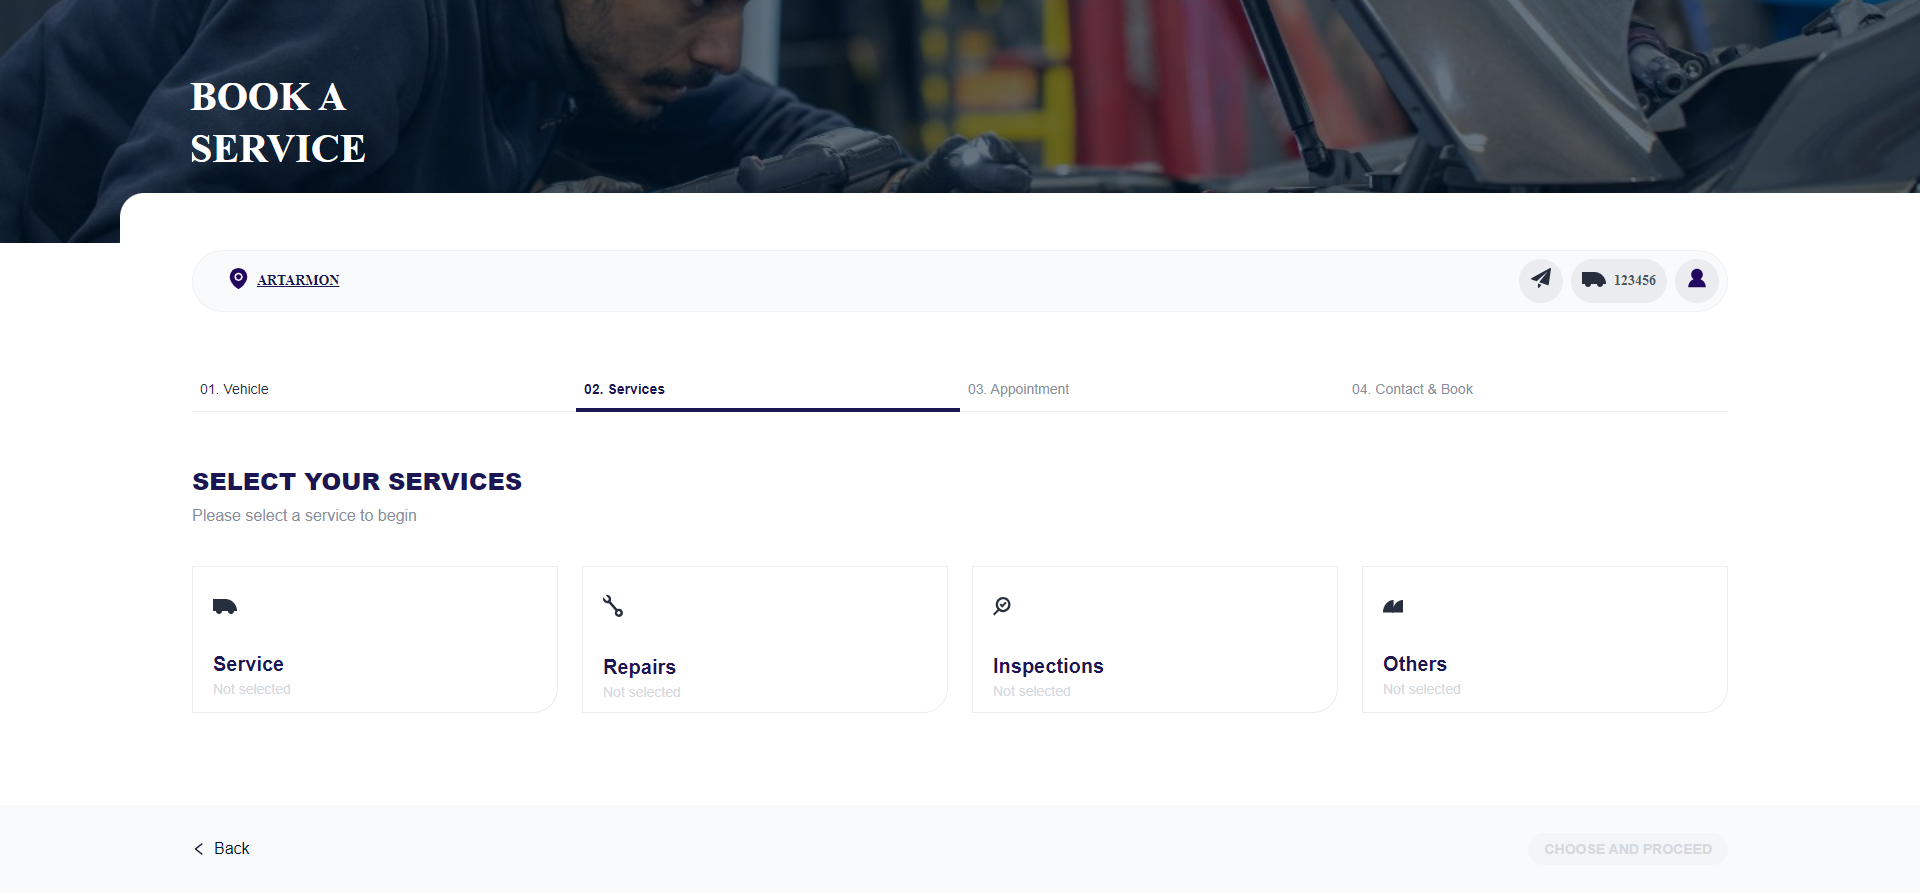 BOOK A
SERVICE
ARTARMON
123456
01. Vehicle
02. Services
03. Appointment
04. Contact & Book
SELECT YOUR SERVICES
Please select a service to begin
Service
Not selected
Repairs
Not selected
Inspections
Not selected
Others
Not selected
Back
CHOOSE AND PROCEED